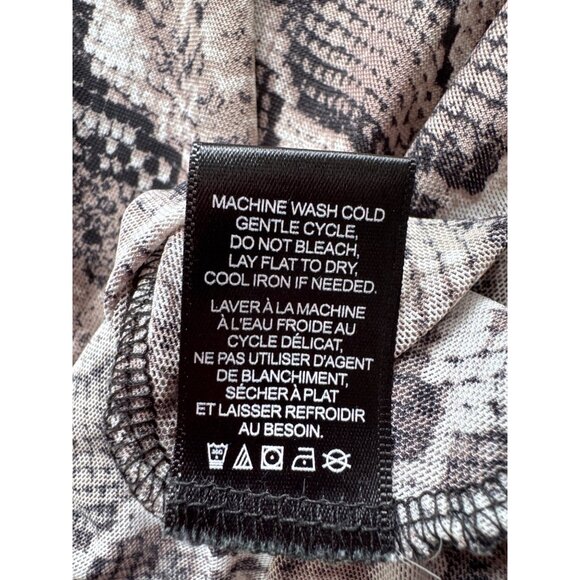 MACHINE WASH COLD
GENTLE CYCLE,
DO NOT BLEACH,
LAY FLAT TO DRY,
COOL IRON IF NEEDED.
LAVER À LA MACHINE
À L'EAU FROIDE AU
CYCLE DÉLICAT,
NE PAS UTILISER D'AGENT
DE BLANCHIMENT,
SÉCHER À PLAT
ET LAISSER REFROIDIR
AU BESOIN.